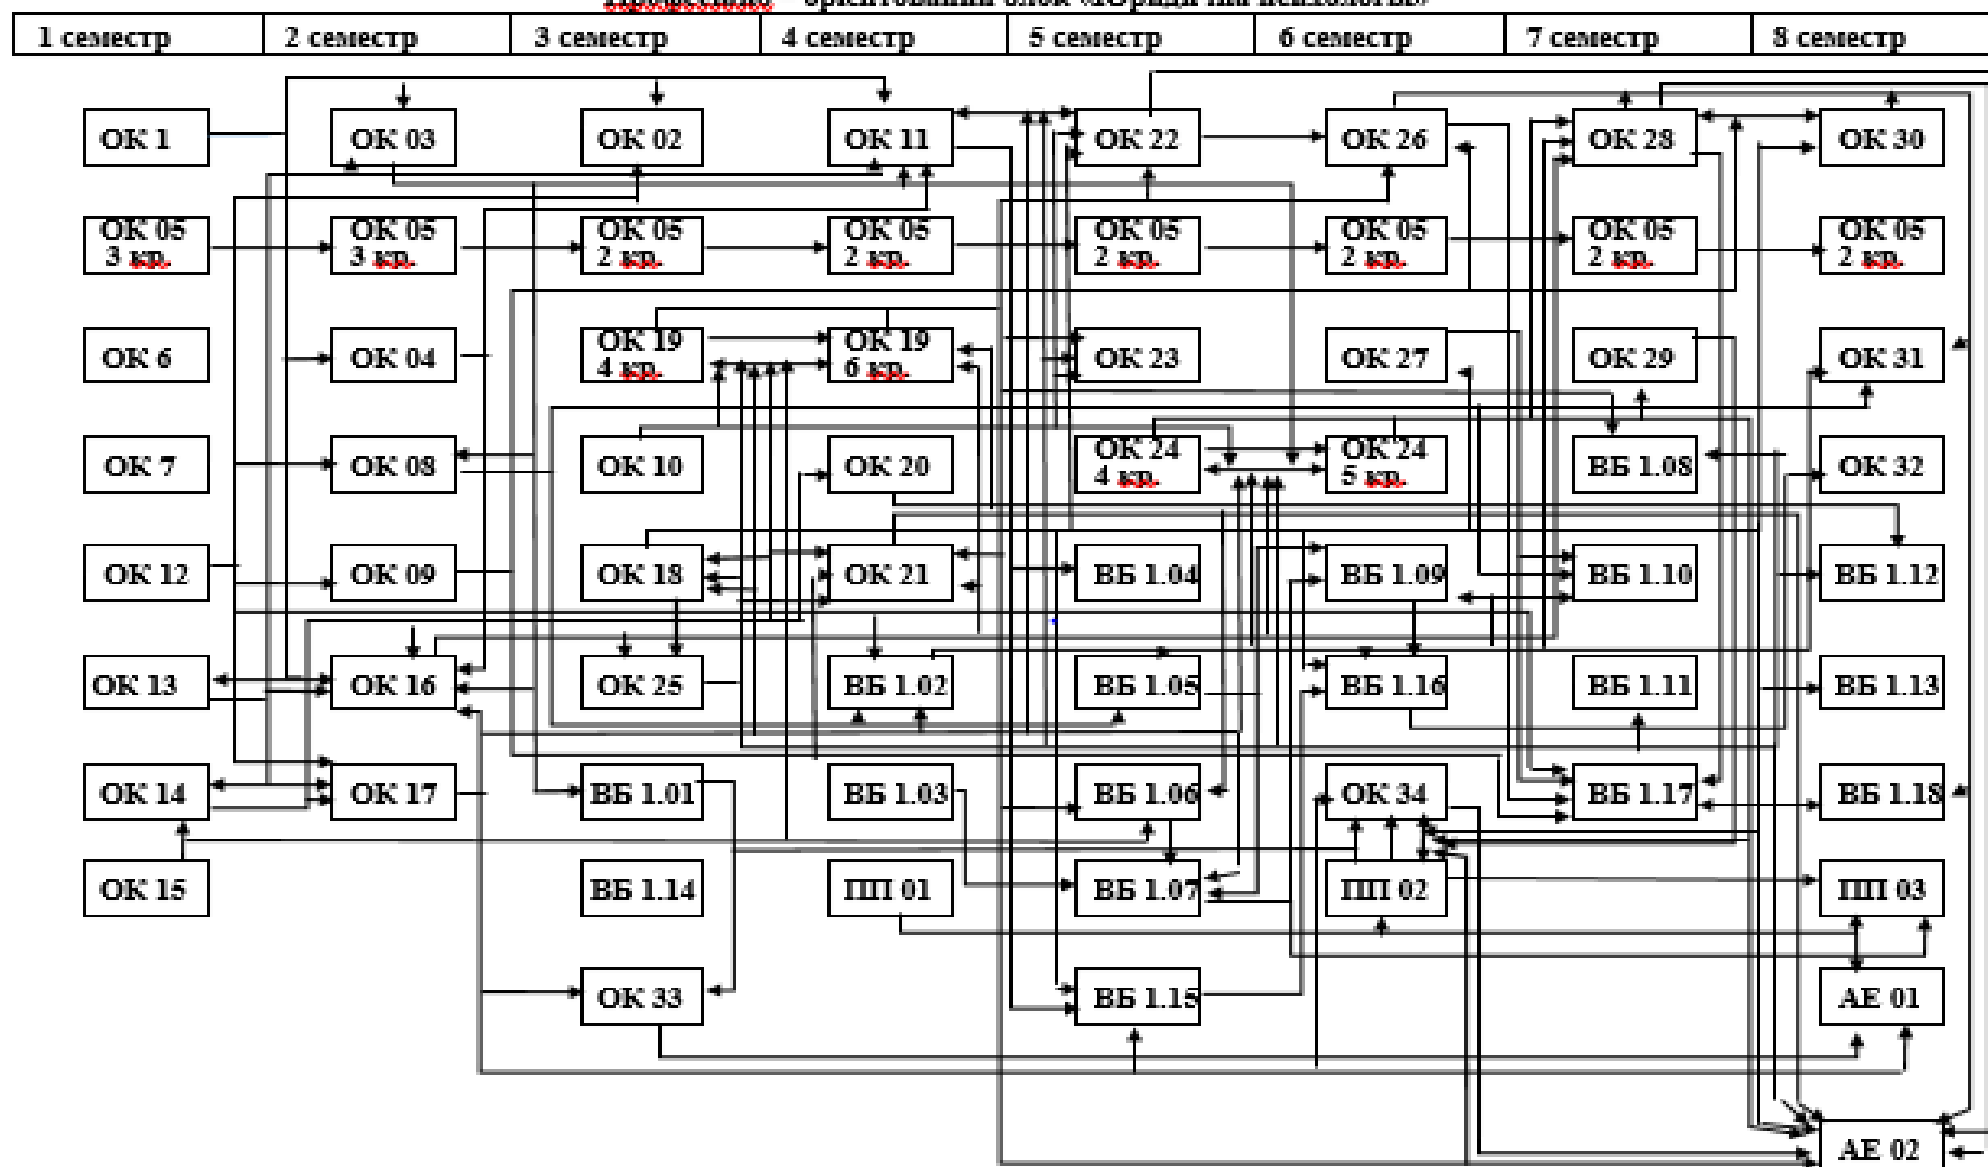 орієнтований блок «Юридична психологія»
1 семестр 2 семестр 3 семестр 4 семестр 5 семестр 6 семестр 7 семестр 8 семестр
ОК 1 ОК 03 ОК 02 ОК 11 ОК 22 ОК 26 ОК 28 ОК 30
ОК 05 ОК 05 ОК 05 ОК 05 ОК 05 ОК 05 ОК 05 ОК 05
3 кр. 3 кр. 2 кр. 2 кр. 2 кр. 2 кр. 2 кр. 2 кр.
ОК 6 ОК 04 ОК 19 ОК 19 ОК 23 ОК 27 ОК 29 ОК 31
4 кр. 6 кр.
ОК 7 ОК 08 ОК 10 ОК 20 ОК 24 ОК 24 ВБ 1.08 ОК 32
4 кр. 5 кр.
ОК 12 ОК 09 ОК 18 ОК 21 ВБ 1.04 ВБ 1.09 ВБ 1.10 ВБ 1.12
ОК 13 ОК 16 ОК 25 ВБ 1.02 ВБ 1.05 ВБ 1.16 ВБ 1.11 ВБ 1.13
ОК 14 ОК 17 ВБ 1.01 ВБ 1.03 ВБ 1.06 ОК 34 ВБ 1.17 ВБ 1.18
ОК 15 ВБ 1.14 ПП 01 ВБ 1.07 ПП 02 ПП 03
ОК 33 ВБ 1.15 АЕ 01
АЕ 02